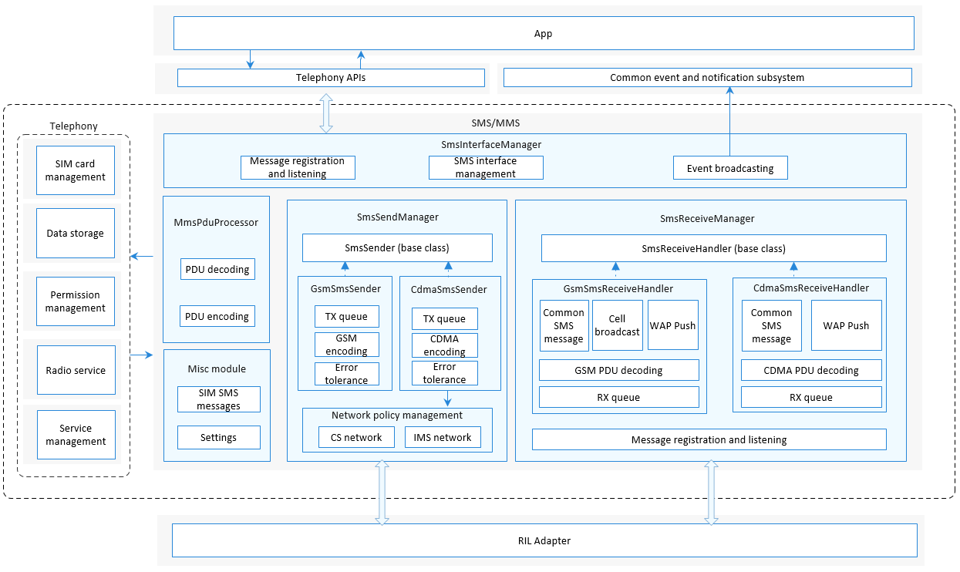 App
Telephony APIs
Common event and notification subsystem
Telephony
SIM card
management
Data storage
Permission
management
Radio service
Service
management
SMS/MMS
SmsInterfaceManager
Message registration
and listening
SMS interface
management
Event broadcasting
MmsPduProcessor
PDU decoding
PDU encoding
Misc module
SIM SMS
messages
Settings
SmsSendManager
SmsSender (base class)
GsmSmsSender
TX queue
GSM
encoding
Error
tolerance
CdmaSmsSender
TX queue
CDMA
encoding
Error
tolerance
Network policy management
CS network
IMS network
SmsReceiveManager
SmsReceiveHandler (base class)
GsmSmsReceiveHandler
Common
SMS
message
Cell
broadcast
WAP Push
GSM PDU decoding
RX queue
CdmaSmsReceiveHandler
Common
SMS
message
WAP Push
CDMA PDU decoding
RX queue
Message registration and listening
RIL Adapter